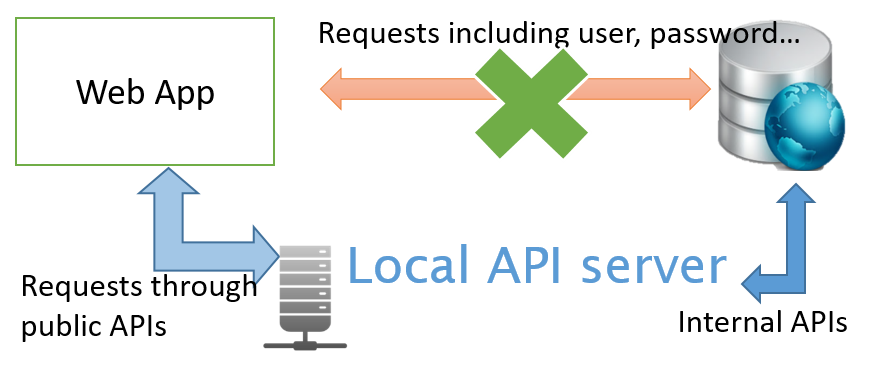 Requests including user, password...
Web App
Local API server
Requests through
public APIs
Internal APIs